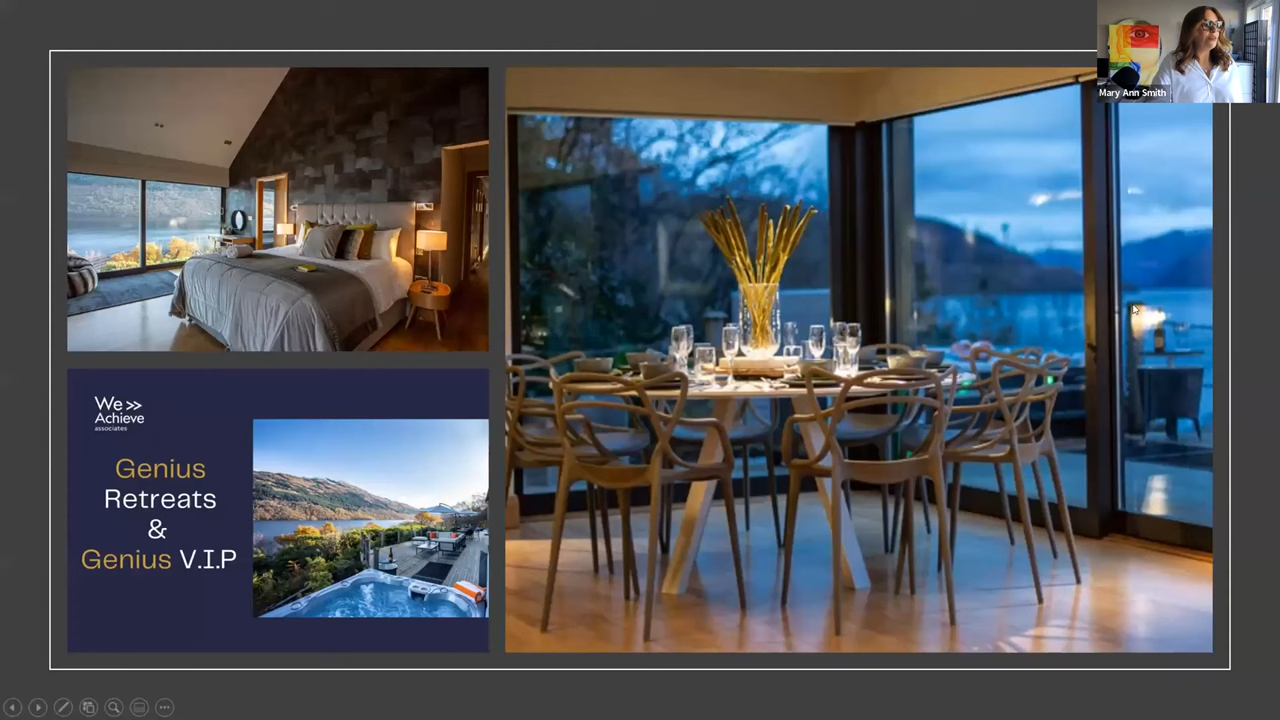 Mary Ann Smith
We >>
Achieve
associates
Genius
Retreats
&
Genius V.I.P